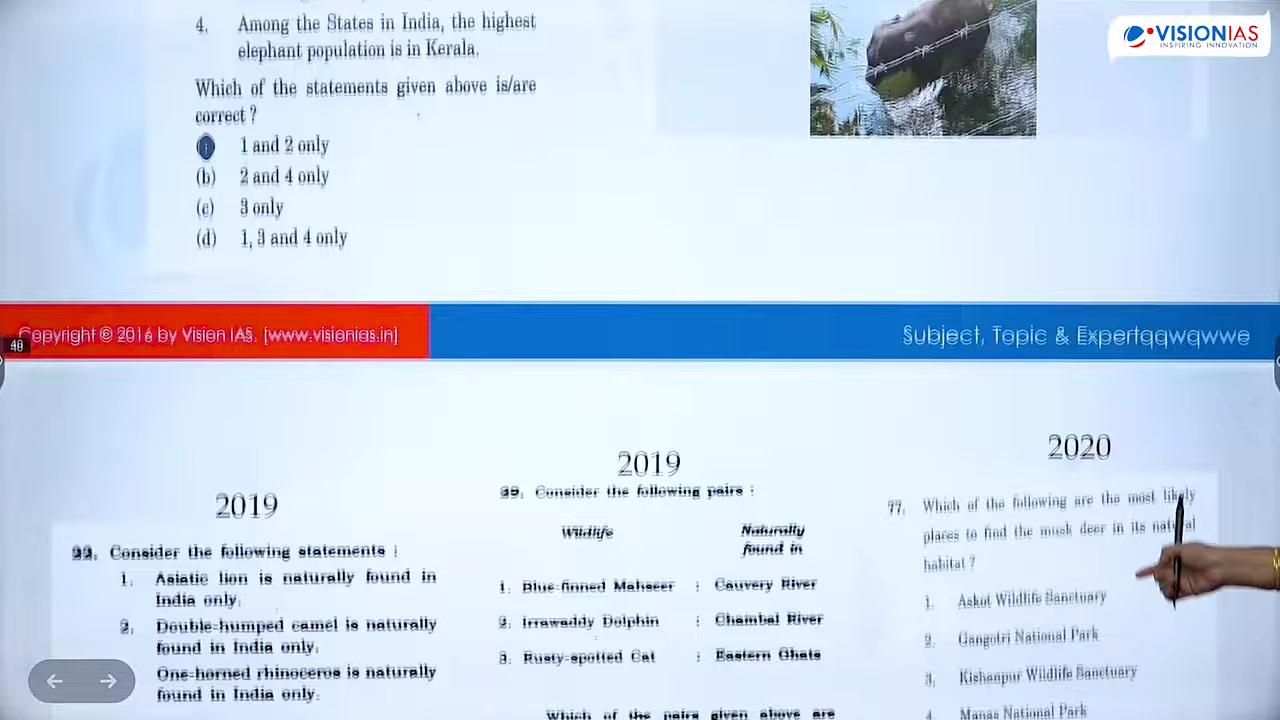 VISIONIAS
INSPIRING INNOVATION
4. Among the States in India, the highest
elephant population is in Kerala.
Which of the statements given above is/are
correct ?
1 and 2 only
(b) 2 and 4 only
(c) 3 only
(d) 1, 3 and 4 only
Copyright © 2016 by Vision IAS. [www.visionias.in]
Subject, Topic & Expertqqwqwwe
40
2019
Consider the following statements :
1. Asiatic lion is naturally found in
India only.
2. Double-humped camel is naturally
found in India only.
One-horned rhinoceros is naturally
found in India only.
2019
Consider the following pairs :
Wildlife Naturally
found in
1. Blue-finned Mahseer : Cauvery River
2. Irrawaddy Dolphin : Chambal River
3. Rusty-spotted Cat : Eastern Ghats
Which of the pairs given above are
2020
77. Which of the following are the most likely
places to find the musk deer in its natural
habitat ?
1. Askot Wildlife Sanctuary
2. Gangotri National Park
3. Kishanpur Wildlife Sanctuary
4. Manas National Park